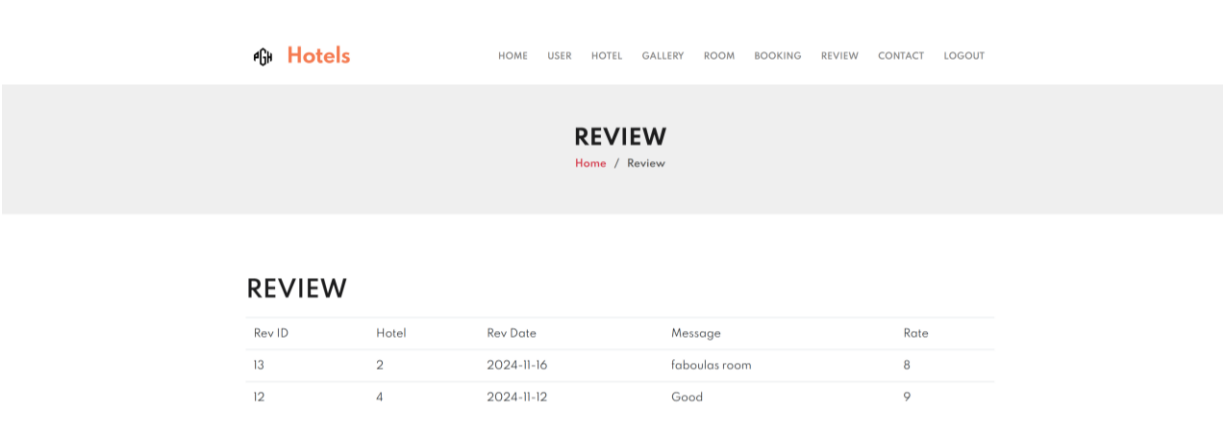 PGH Hotels HOME USER HOTEL GALLERY ROOM BOOKING REVIEW CONTACT LOGOUT
REVIEW
Home / Review
REVIEW
Rev ID Hotel Rev Date Message Rate
13 2 2024-11-16 faboulas room 8
12 4 2024-11-12 Good 9